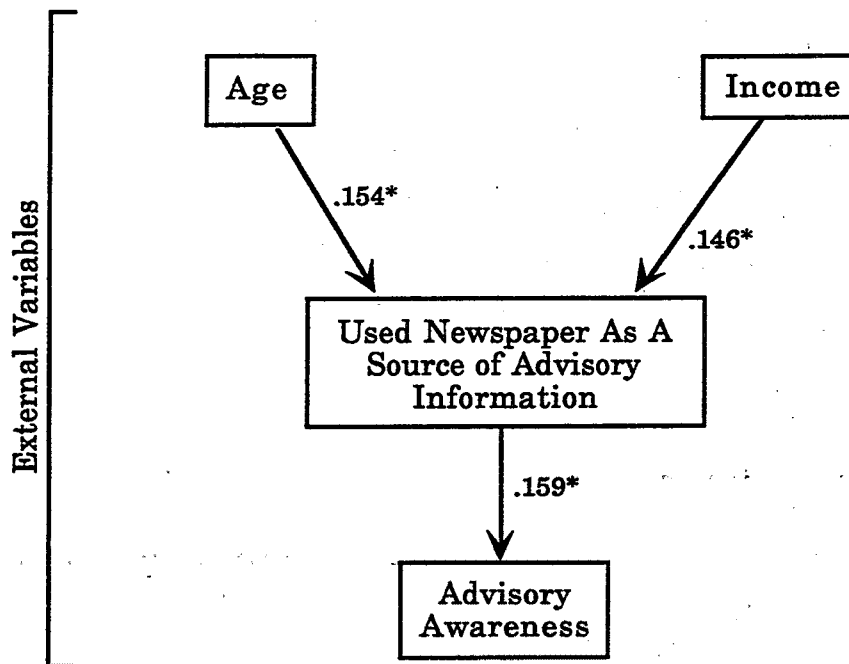 Age
Income
.154*
.146*
External Variables
Used Newspaper As A
Source of Advisory
Information
.159*
Advisory
Awareness